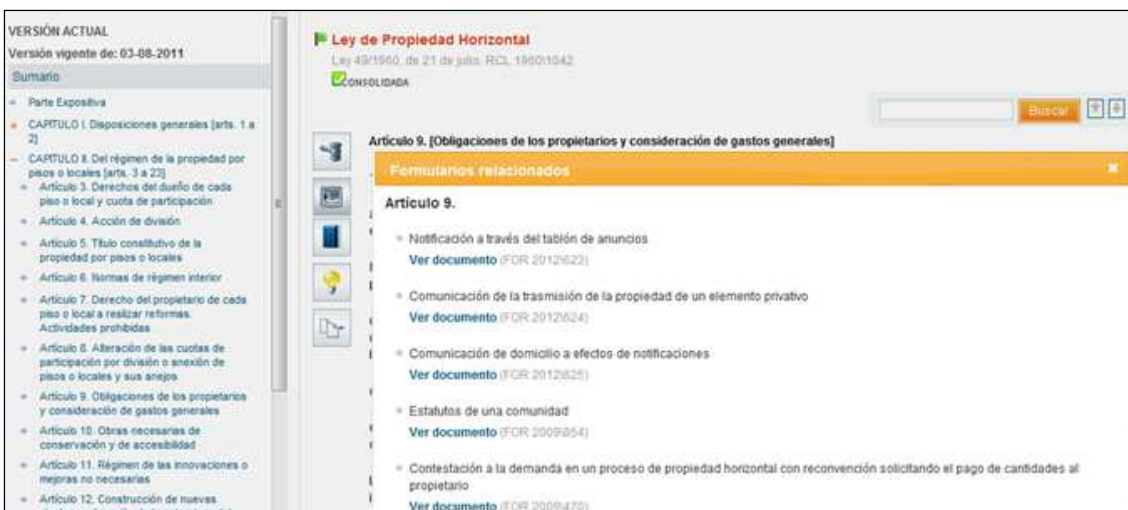 VERSIÓN ACTUAL
Versión vigente de: 03-08-2011
Sumario
Parte Expositiva
CAPITULO I. Disposiciones generales [arts. 1 a
2]
CAPITULO II. Del régimen de la propiedad por
pisos o locales [arts. 3 a 23]
Artículo 3. Derechos del dueño de cada
piso o local y cuota de participación
Artículo 4. Acción de división
Artículo 5. Título constitutivo de la
propiedad por pisos o locales
Artículo 6. Normas de régimen interior
Artículo 7. Derecho del propietario de cada
piso o local a realizar reformas.
Actividades prohibidas
Artículo 8. Alteración de las cuotas de
participación por división o anexión de
pisos o locales y sus anejos
Artículo 9. Obligaciones de los propietarios
y consideración de gastos generales
Artículo 10. Obras necesarias de
conservación y de accesibilidad
Artículo 11. Régimen de las innovaciones o
mejoras no necesarias
Artículo 12. Construcción de nuevas
Ley de Propiedad Horizontal
Ley 49/1960, de 21 de julio. RCL 1960\1042
CONSOLIDADA
Buscar
Artículo 9. [Obligaciones de los propietarios y consideración de gastos generales]
Formularios relacionados
Artículo 9.
Notificación a través del tablón de anuncios
Ver documento (FOR 2012\623)
Comunicación de la trasmisión de la propiedad de un elemento privativo
Ver documento (FOR 2012\624)
Comunicación de domicilio a efectos de notificaciones
Ver documento (FOR 2012\625)
Estatutos de una comunidad
Ver documento (FOR 2009\854)
Contestación a la demanda en un proceso de propiedad horizontal con reconvención solicitando el pago de cantidades al
propietario
Ver documento (FOR 2009\478)